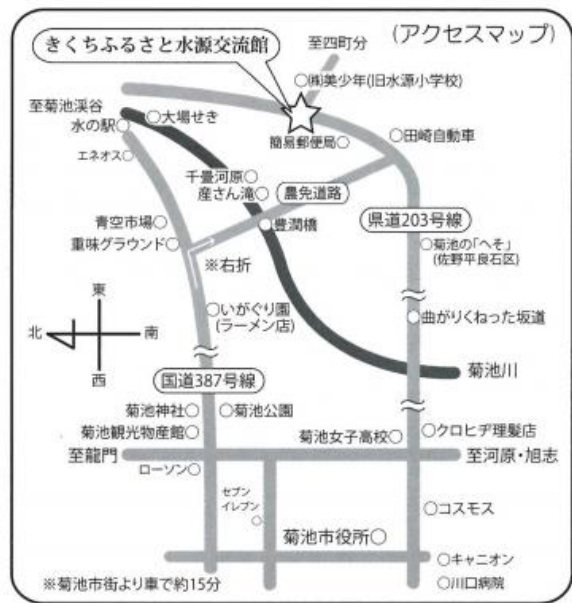 (アクセスマップ)
きくちふるさと水源交流館
至四町分
㈱美少年(旧水源小学校)
至菊池渓谷
水の駅
大場せき
簡易郵便局
田崎自動車
エネオス
千畳河原
産さん滝
農免道路
県道203号線
青空市場
豊潤橋
重味グラウンド
菊池の「へそ」
(佐野平良石区)
※右折
いがぐり園
(ラーメン店)
曲がりくねった坂道
東
北 南
西
菊池川
国道387号線
菊池神社
菊池公園
菊池観光物産館
菊池女子高校
クロヒヂ理髪店
至龍門
至河原・旭志
ローソン
セブン
イレブン
コスモス
菊池市役所
キャニオン
※菊池市街より車で約15分
川口病院